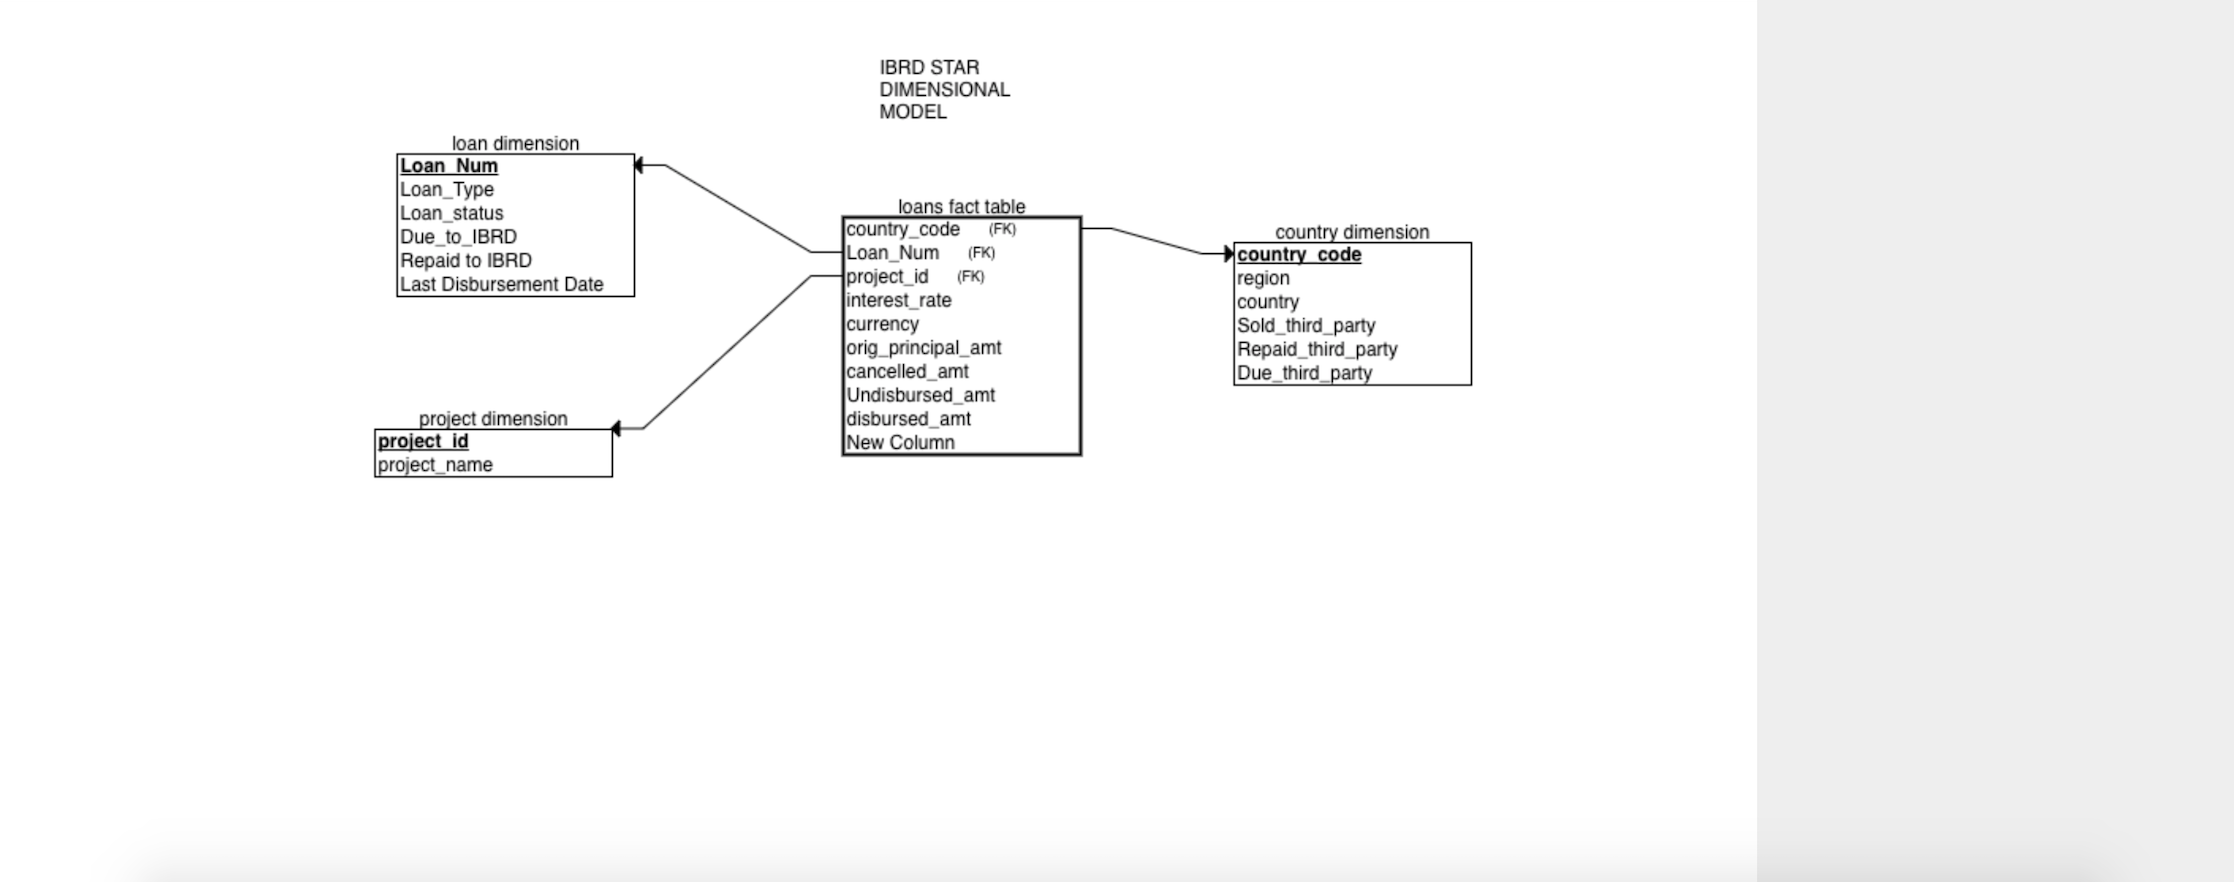 IBRD STAR
DIMENSIONAL
MODEL
loan dimension
Loan_Num
Loan_Type
Loan_status
Due_to_IBRD
Repaid to IBRD
Last Disbursement Date
project dimension
project_id
project_name
loans fact table
country_code (FK)
Loan_Num (FK)
project_id (FK)
interest_rate
currency
orig_principal_amt
cancelled_amt
Undisbursed_amt
disbursed_amt
New Column
country dimension
country_code
region
country
Sold_third_party
Repaid_third_party
Due_third_party